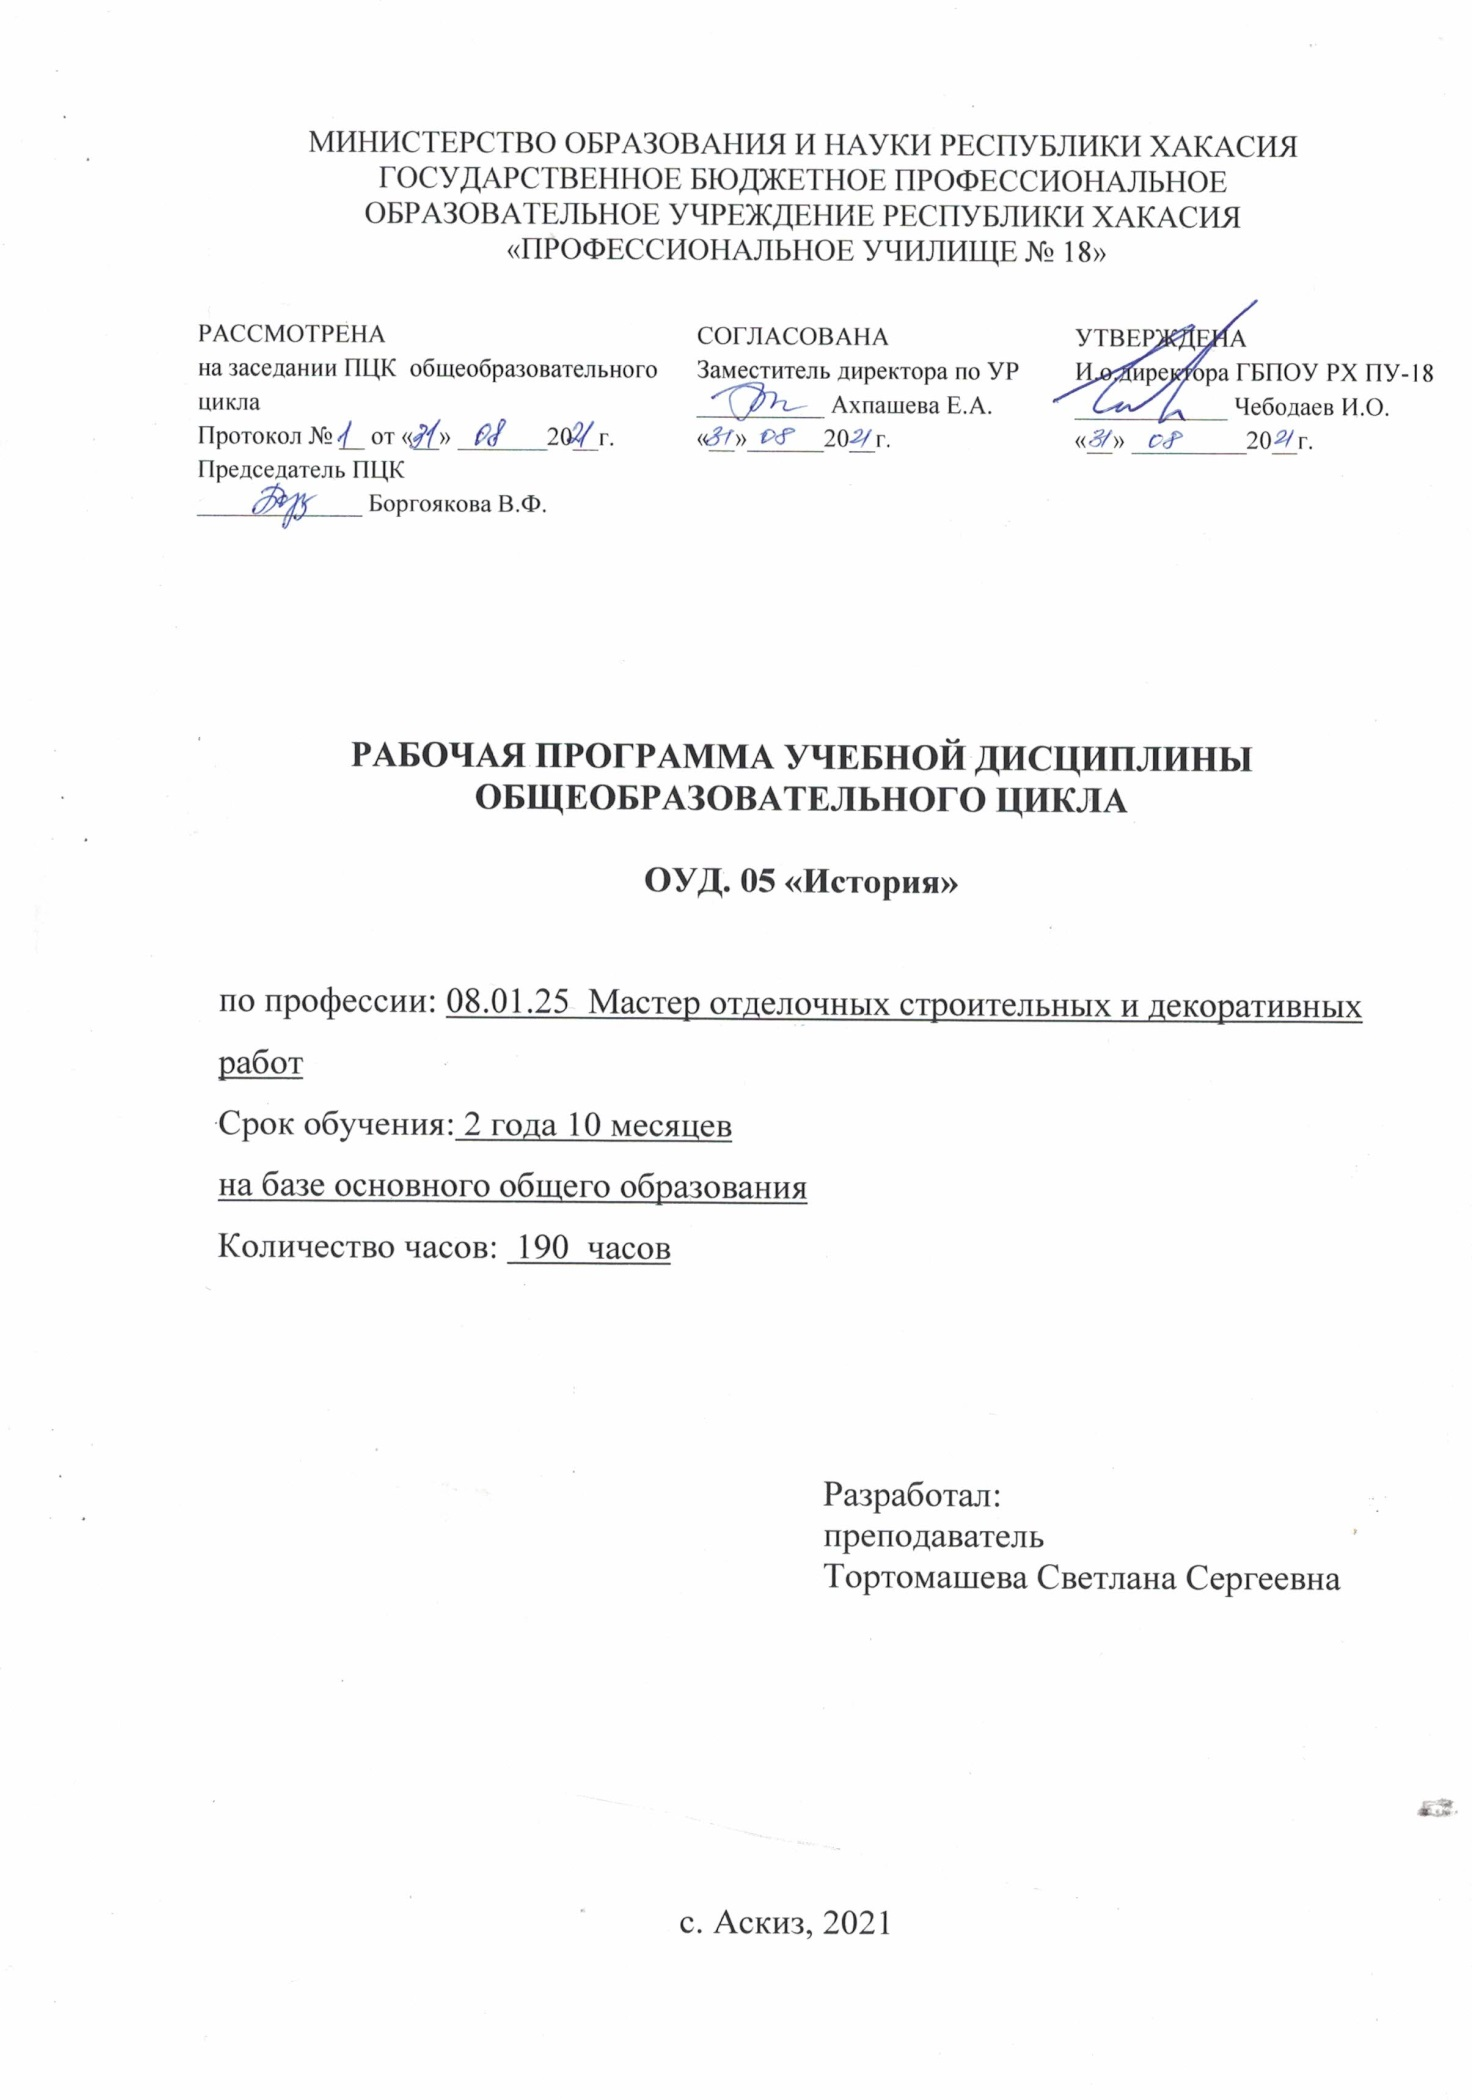 МИНИСТЕРСТВО ОБРАЗОВАНИЯ И НАУКИ РЕСПУБЛИКИ ХАКАСИЯ
ГОСУДАРСТВЕННОЕ БЮДЖЕТНОЕ ПРОФЕССИОНАЛЬНОЕ
ОБРАЗОВАТЕЛЬНОЕ УЧРЕЖДЕНИЕ РЕСПУБЛИКИ ХАКАСИЯ
«ПРОФЕССИОНАЛЬНОЕ УЧИЛИЩЕ № 18»
РАССМОТРЕНА
на заседании ПЦК общеобразовательного
цикла
Протокол № 1 от «31» 08 2021 г.
Председатель ПЦК
Боргоякова В.Ф.
СОГЛАСОВАНА
Заместитель директора по УР
Ахпашева Е.А.
«31» 08 2021 г.
УТВЕРЖДЕНА
И.о.директора ГБПОУ РХ ПУ-18
Чебодаев И.О.
«31» 08 2021 г.
РАБОЧАЯ ПРОГРАММА УЧЕБНОЙ ДИСЦИПЛИНЫ
ОБЩЕОБРАЗОВАТЕЛЬНОГО ЦИКЛА
ОУД. 05 «История»
по профессии: 08.01.25 Мастер отделочных строительных и декоративных
работ
Срок обучения: 2 года 10 месяцев
на базе основного общего образования
Количество часов: 190 часов
Разработал:
преподаватель
Тортомашева Светлана Сергеевна
с. Аскиз, 2021